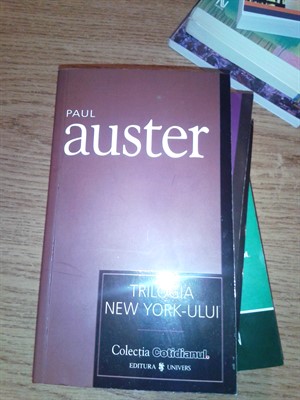 PAUL
auster
TRILOGIA
NEW YORK-ULUI
Colecția Cotidianul.
EDITURA UNIVERS